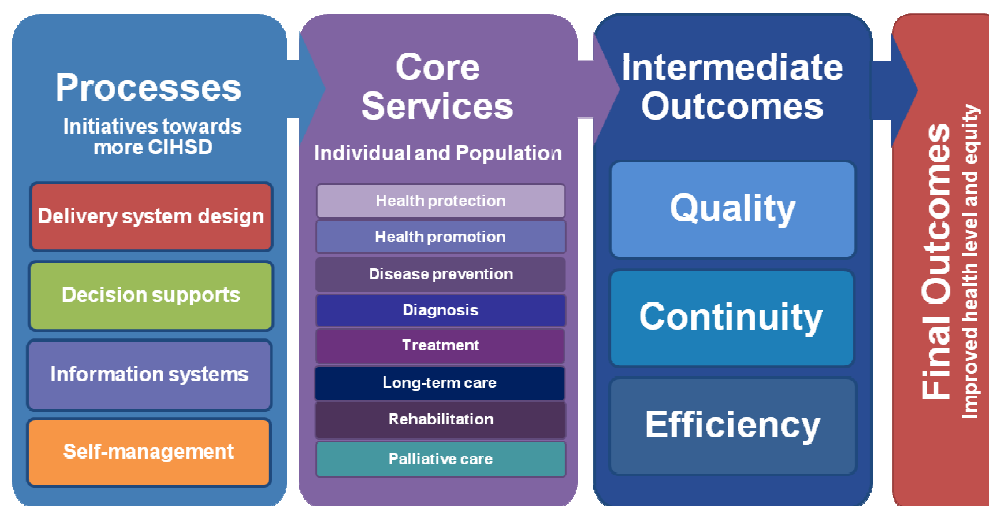 Processes
Initiatives towards
more CIHSD
Delivery system design
Decision supports
Information systems
Self-management
Core
Services
Individual and Population
Health protection
Health promotion
Disease prevention
Diagnosis
Treatment
Long-term care
Rehabilitation
Palliative care
Intermediate
Outcomes
Quality
Continuity
Efficiency
Final Outcomes
Improved health level and equity